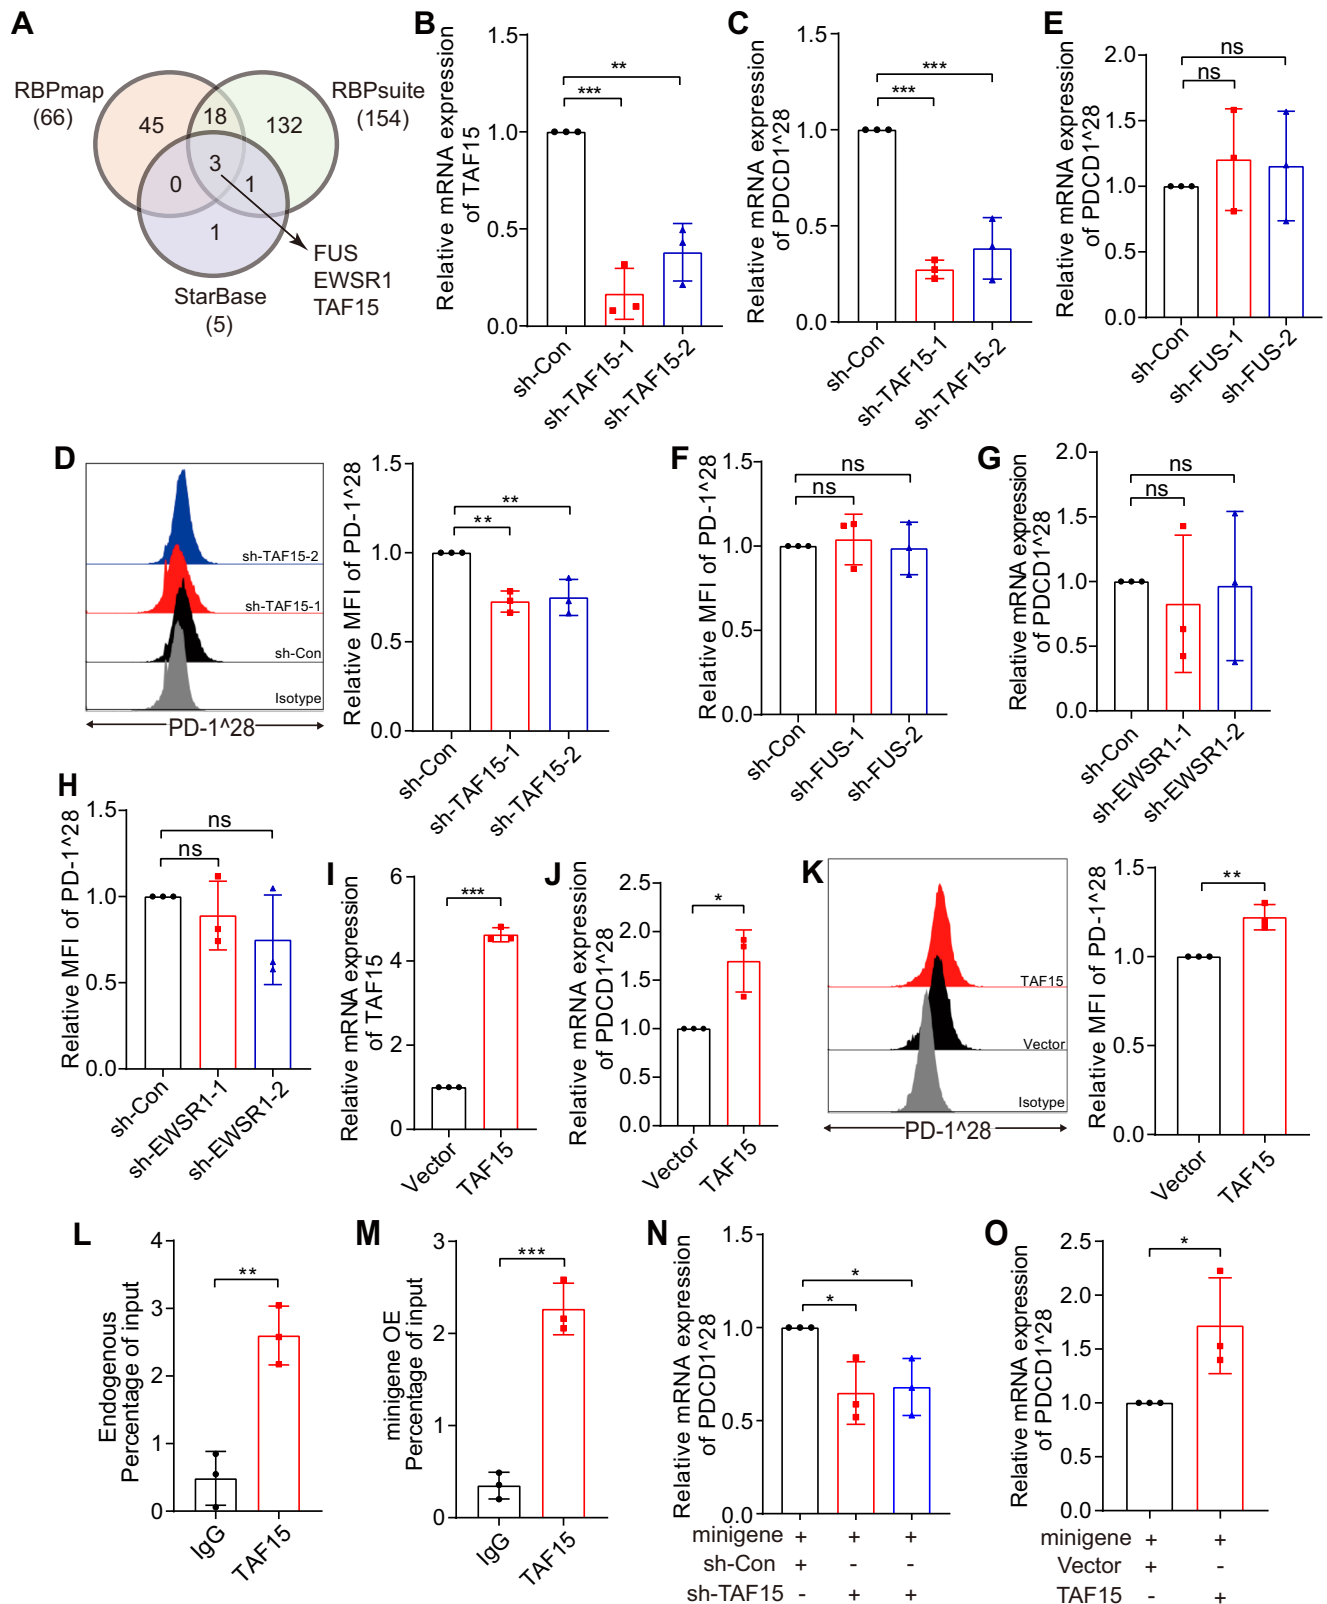 A
RBPmap
(66)
RBPsuite
(154)
45
18
132
3
0
1
1
StarBase
(5)
FUS
EWSR1
TAF15
B
Relative mRNA expression
of TAF15
1.5
1.0
0.5
0.0
**
***
sh-Con
sh-TAF15-1
sh-TAF15-2
C
Relative mRNA expression
of PDCD1^28
1.5
1.0
0.5
0.0
***
***
sh-Con
sh-TAF15-1
sh-TAF15-2
E
Relative mRNA expression
of PDCD1^28
2.0
1.5
1.0
0.5
0.0
ns
ns
sh-Con
sh-FUS-1
sh-FUS-2
D
sh-TAF15-2
sh-TAF15-1
sh-Con
Isotype
PD-1^28
Relative MFI of PD-1^28
1.5
1.0
0.5
0.0
**
**
sh-Con
sh-TAF15-1
sh-TAF15-2
F
Relative MFI of PD-1^28
1.5
1.0
0.5
0.0
ns
ns
sh-Con
sh-FUS-1
sh-FUS-2
G
Relative mRNA expression
of PDCD1^28
2.0
1.5
1.0
0.5
0.0
ns
ns
sh-Con
sh-EWSR1-1
sh-EWSR1-2
H
Relative MFI of PD-1^28
1.5
1.0
0.5
0.0
ns
ns
sh-Con
sh-EWSR1-1
sh-EWSR1-2
I
Relative mRNA expression
of TAF15
6
4
2
0
***
Vector
TAF15
J
Relative mRNA expression
of PDCD1^28
2.5
2.0
1.5
1.0
0.5
0.0
*
Vector
TAF15
K
TAF15
Vector
Isotype
PD-1^28
Relative MFI of PD-1^28
1.5
1.0
0.5
0.0
**
Vector
TAF15
L
Endogenous
Percentage of input
4
3
2
1
0
**
IgG
TAF15
M
minigene OE
Percentage of input
3
2
1
0
***
IgG
TAF15
N
Relative mRNA expression
of PDCD1^28
1.5
1.0
0.5
0.0
*
*
minigene + + +
sh-Con + - -
sh-TAF15 - + +
O
Relative mRNA expression
of PDCD1^28
2.5
2.0
1.5
1.0
0.5
0.0
*
minigene + +
Vector + -
TAF15 - +